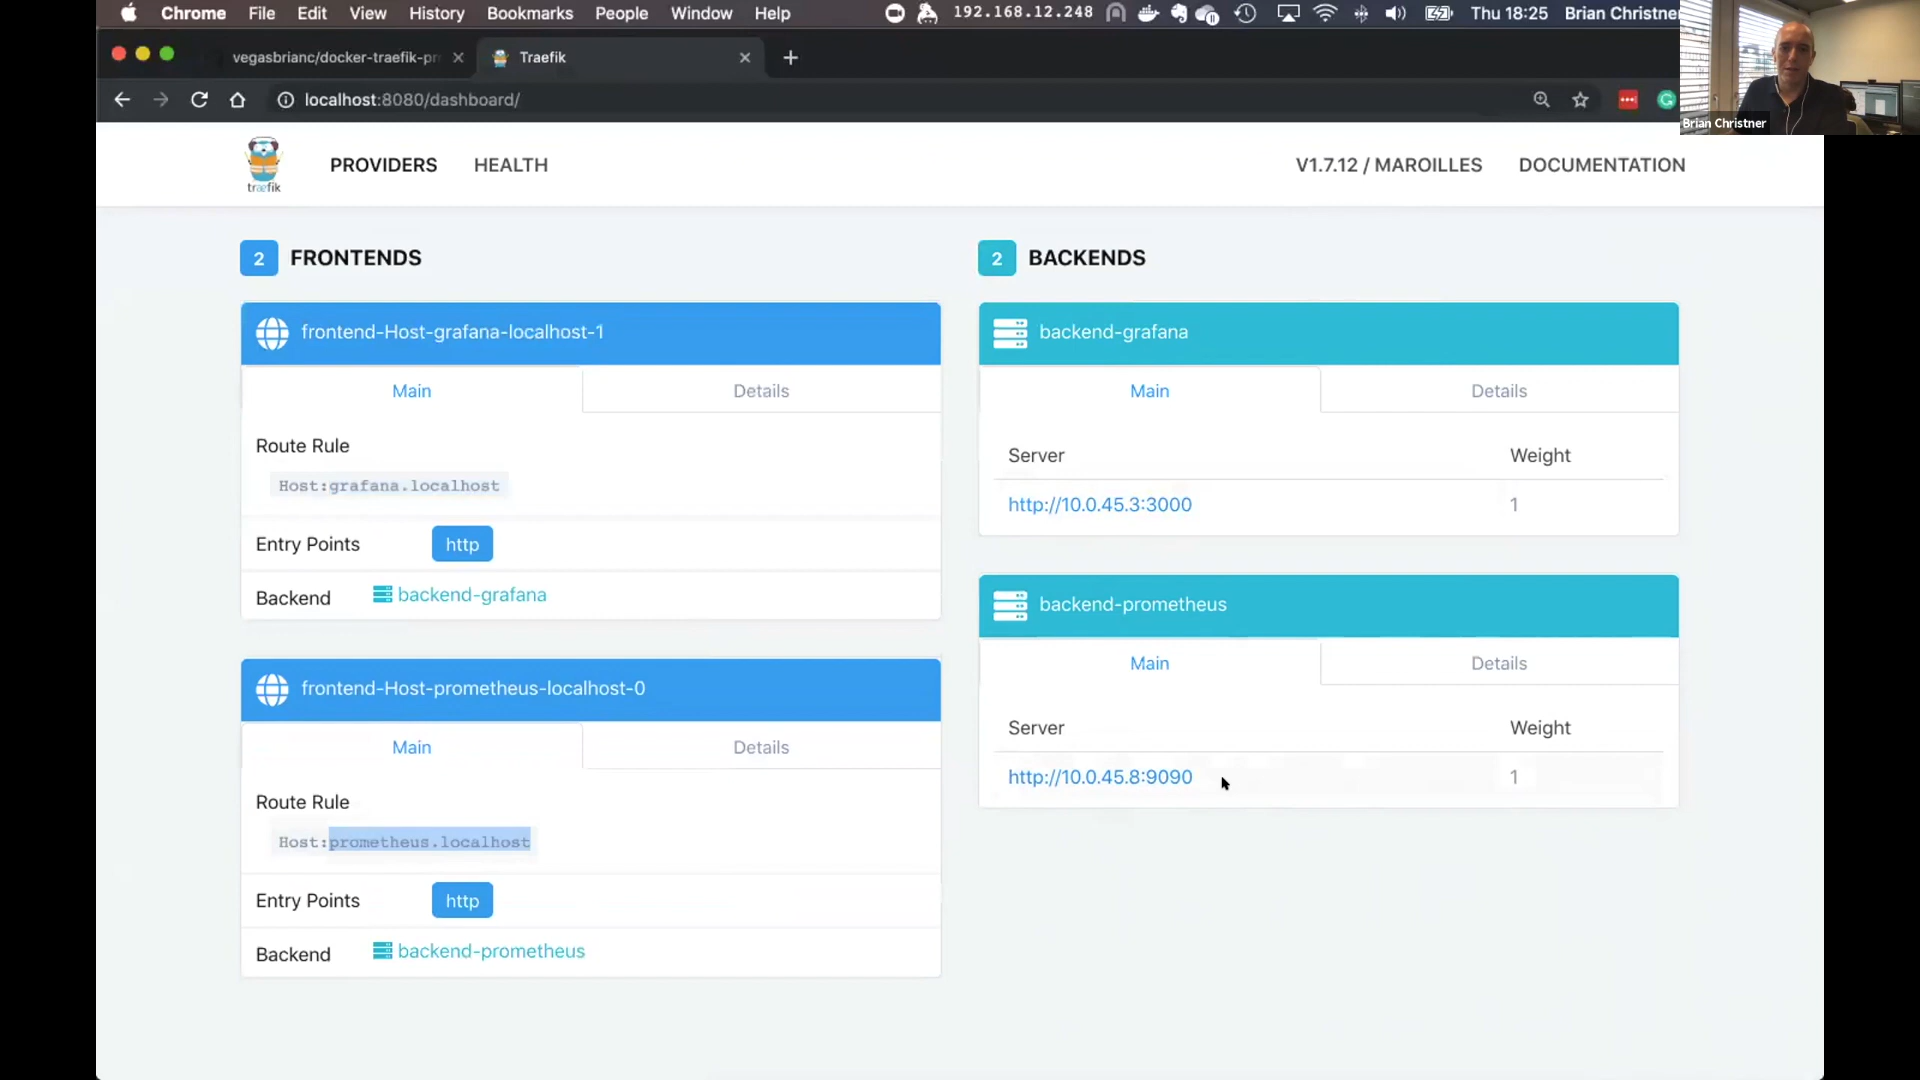 Chrome File Edit View History Bookmarks People Window Help 192.168.12.248 Thu 18:25 Brian Christner
vegasbrianc/docker-traefik-pr
Traefik
localhost:8080/dashboard/
Brian Christner
træfik
PROVIDERS HEALTH V1.7.12 / MAROILLES DOCUMENTATION
2 FRONTENDS
frontend-Host-grafana-localhost-1
Main Details
Route Rule
Host:grafana.localhost
Entry Points http
Backend backend-grafana
frontend-Host-prometheus-localhost-0
Main Details
Route Rule
Host:prometheus.localhost
Entry Points http
Backend backend-prometheus
2 BACKENDS
backend-grafana
Main Details
Server Weight
http://10.0.45.3:3000 1
backend-prometheus
Main Details
Server Weight
http://10.0.45.8:9090 1